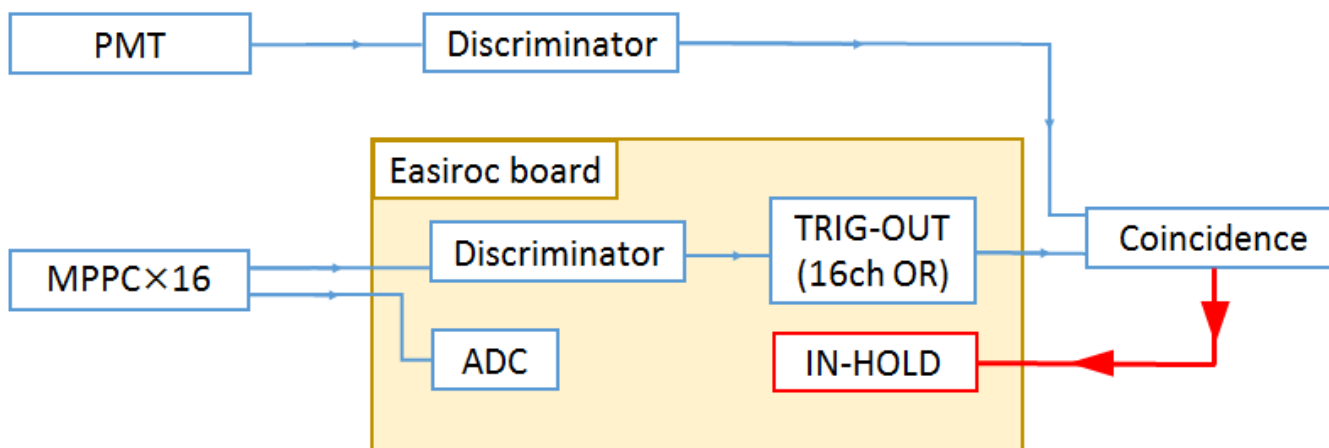 PMT
Discriminator
Easiroc board
MPPC×16
Discriminator
TRIG-OUT
(16ch OR)
Coincidence
ADC
IN-HOLD